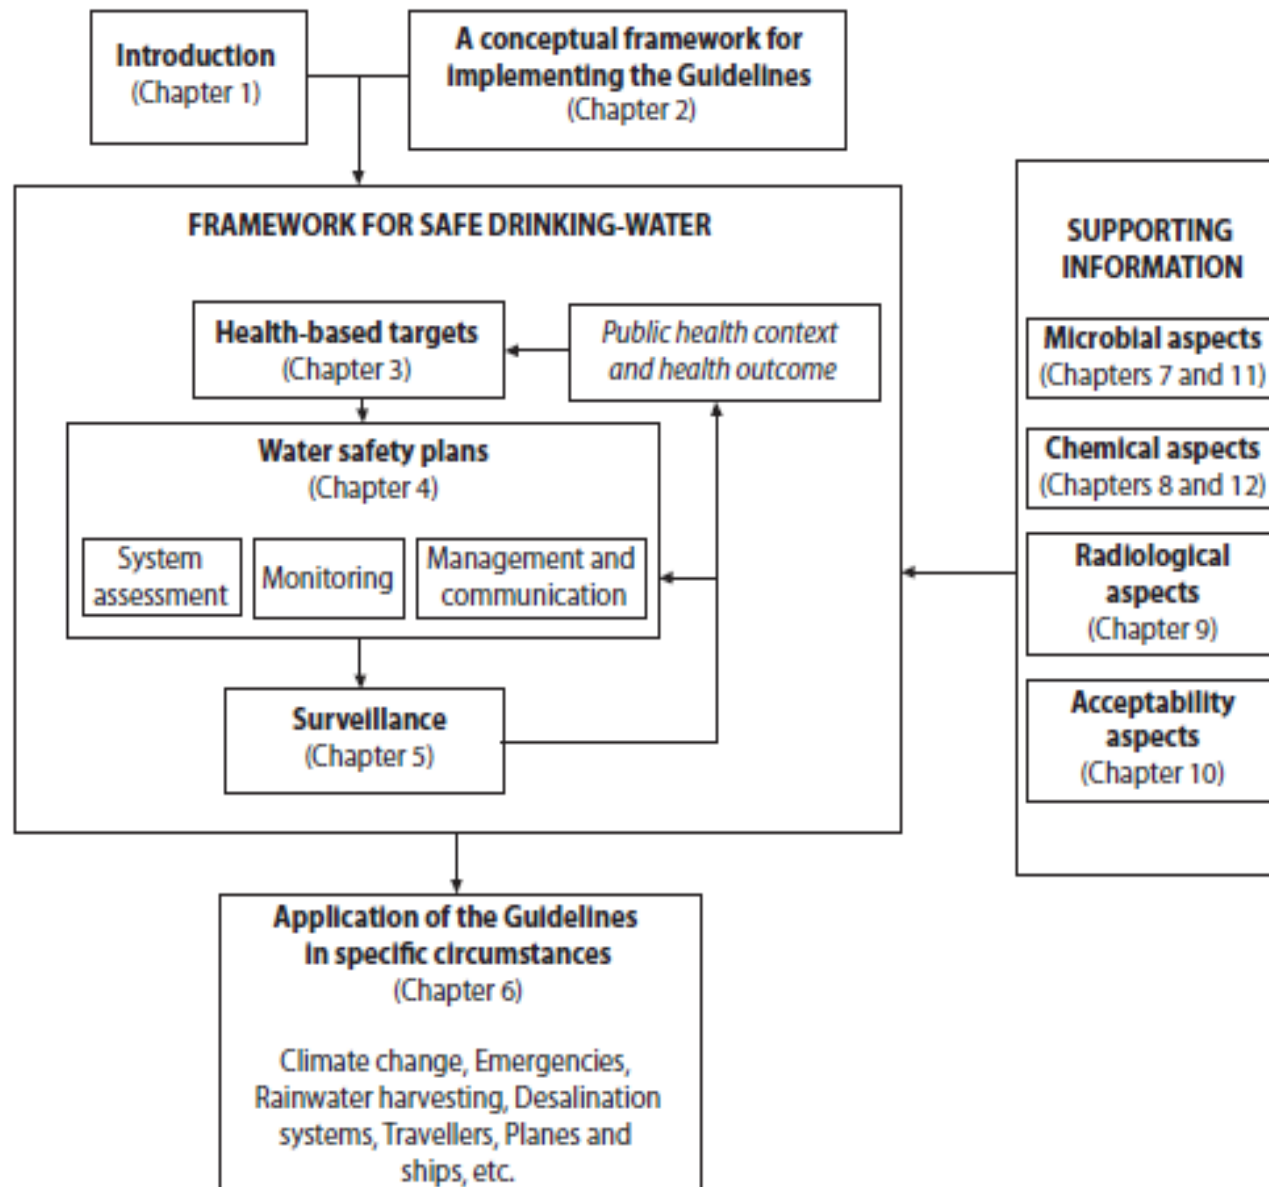 Introduction
(Chapter 1)
A conceptual framework for
implementing the Guidelines
(Chapter 2)
FRAMEWORK FOR SAFE DRINKING-WATER
Health-based targets
(Chapter 3)
Public health context
and health outcome
Water safety plans
(Chapter 4)
System
assessment
Monitoring
Management and
communication
Surveillance
(Chapter 5)
SUPPORTING
INFORMATION
Microbial aspects
(Chapters 7 and 11)
Chemical aspects
(Chapters 8 and 12)
Radiological
aspects
(Chapter 9)
Acceptability
aspects
(Chapter 10)
Application of the Guidelines
in specific circumstances
(Chapter 6)
Climate change, Emergencies,
Rainwater harvesting, Desalination
systems, Travellers, Planes and
ships, etc.